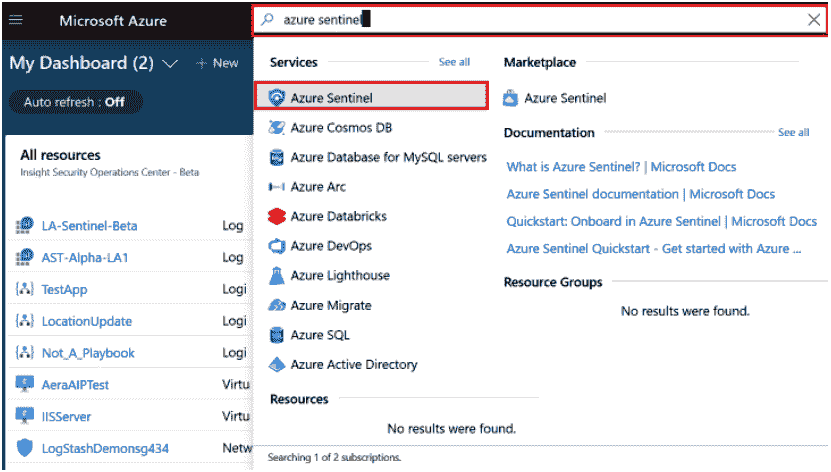 Microsoft Azure
azure sentinel
My Dashboard (2)
+ New
Auto refresh : Off
All resources
Insight Security Operations Center - Beta
LA-Sentinel-Beta Log
AST-Alpha-LA1 Log
TestApp Logi
LocationUpdate Logi
Not_A_Playbook Logi
AeraAIPTest Virtu
IISServer Virtu
LogStashDemonsg434 Netw
Services See all
Azure Sentinel
Azure Cosmos DB
Azure Database for MySQL servers
Azure Arc
Azure Databricks
Azure DevOps
Azure Lighthouse
Azure Migrate
Azure SQL
Azure Active Directory
Resources
No results were found.
Searching 1 of 2 subscriptions.
Marketplace
Azure Sentinel
Documentation See all
What is Azure Sentinel? | Microsoft Docs
Azure Sentinel documentation | Microsoft Docs
Quickstart: Onboard in Azure Sentinel | Microsoft Docs
Azure Sentinel Quickstart - Get started with Azure ...
Resource Groups
No results were found.